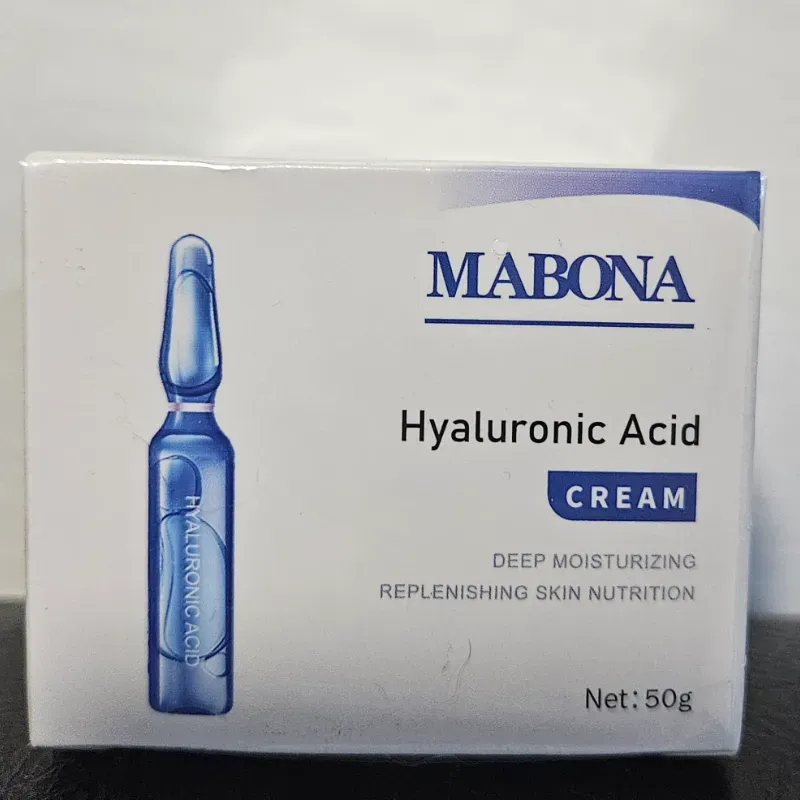 MABONA
Hyaluronic Acid
CREAM
DEEP MOISTURIZING
REPLENISHING SKIN NUTRITION
Net: 50g
HYALURONIC ACID